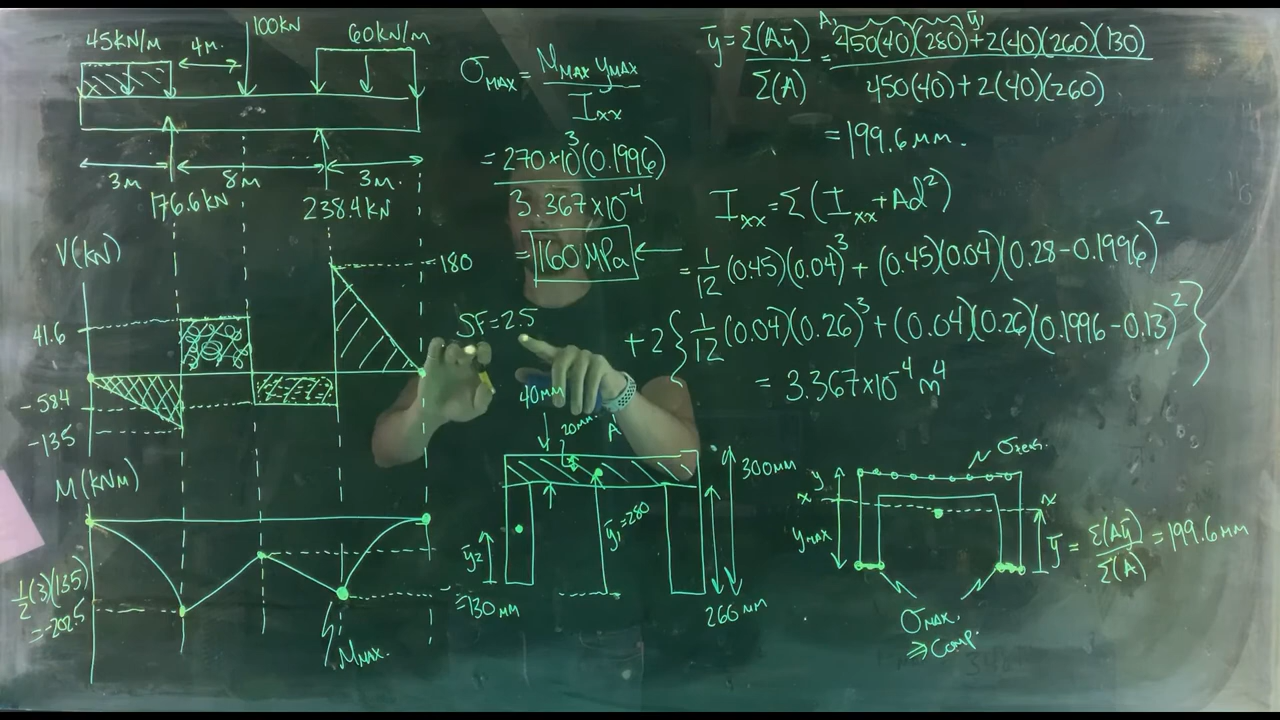 45kN/m
4m.
100kN
60kN/m
3m
8m
3m.
176.6kN
238.4kN
V(kN)
180
41.6
-58.4
-135
M(kNm)
½(3)(135)
=-202.5
Mmax.
σmax = Mmax ymax / Ixx
= 270×10³(0.1996) / 3.367×10⁻⁴
= 160 MPa
SF=2.5
40mm
20mm
A₁
300mm
ȳ₁=280
ȳ₂
=130mm
260mm
ȳ = Σ(Aȳ) / Σ(A) = 450(40)(280)+2(40)(260)(130) / 450(40)+2(40)(260)
A₁ ȳ₁
= 199.6mm.
Ixx = Σ(Ixx + Ad²)
= 1/12 (0.45)(0.04)³ + (0.45)(0.04)(0.28-0.1996)²
+ 2{1/12 (0.04)(0.26)³ + (0.04)(0.26)(0.1996-0.13)²}
= 3.367×10⁻⁴ m⁴
σtens.
y
x x
ymax
ȳ = Σ(Aȳ) / Σ(A) = 199.6mm
σmax.
⇒ Comp.